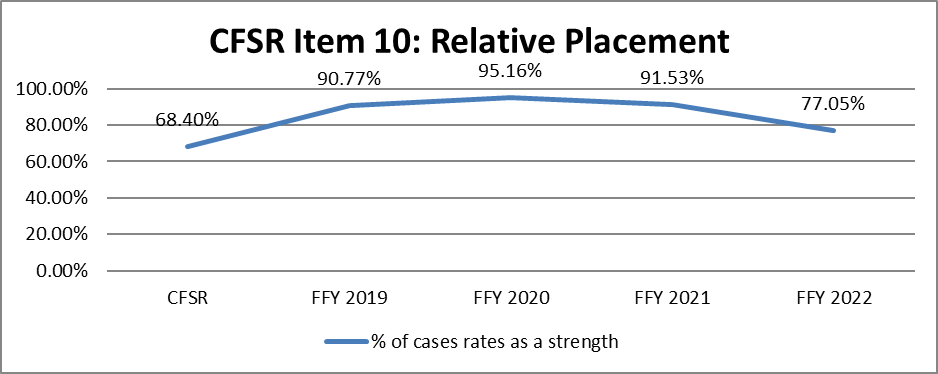 CFSR Item 10: Relative Placement
90.77% 95.16% 91.53%
100.00% 68.40% 77.05%
80.00%
60.00%
40.00%
20.00%
0.00%
CFSR FFY 2019 FFY 2020 FFY 2021 FFY 2022
% of cases rates as a strength